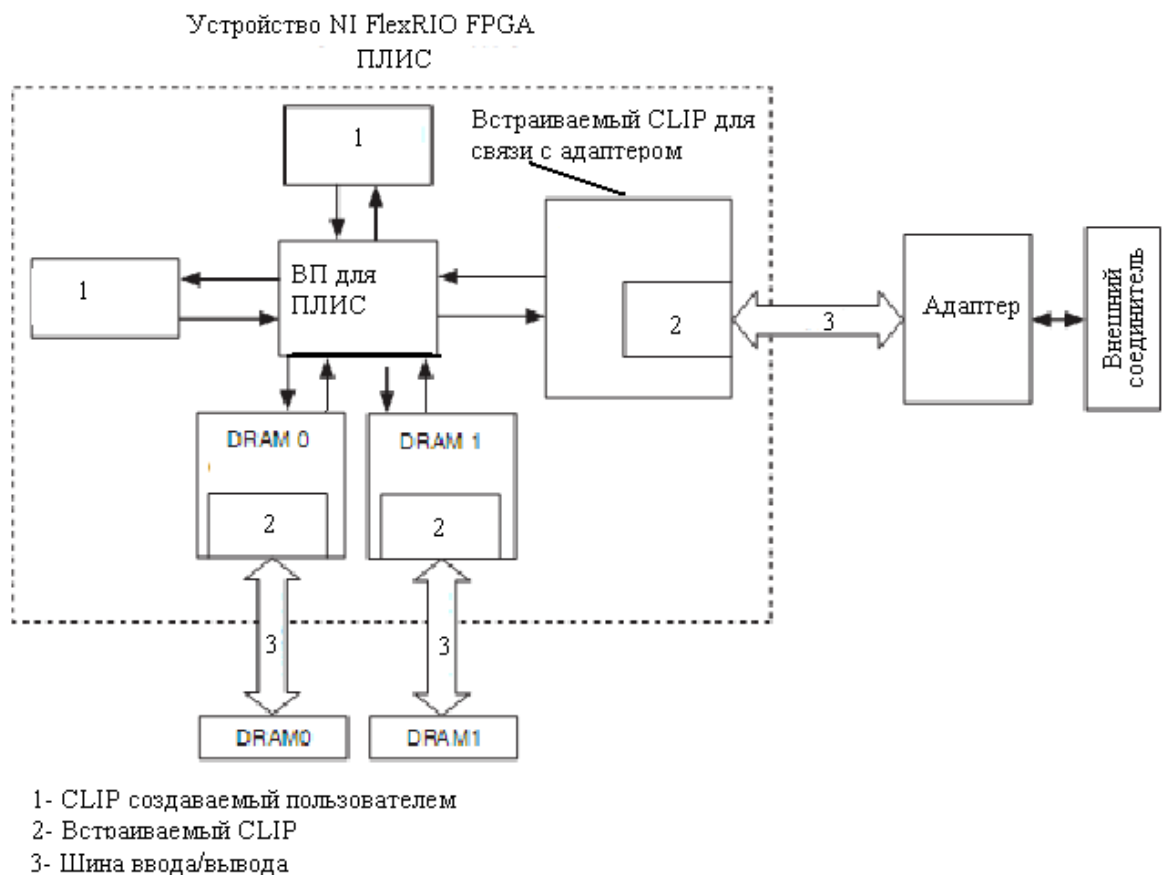 Устройство NI FlexRIO FPGA
ПЛИС
1
Встраиваемый CLIP для
связи с адаптером
1
ВП для
ПЛИС
2
3
Адаптер
Внешний
соединитель
DRAM 0
DRAM 1
2
2
3
3
DRAM0
DRAM1
1- CLIP создаваемый пользователем
2- Встраиваемый CLIP
3- Шина ввода/вывода